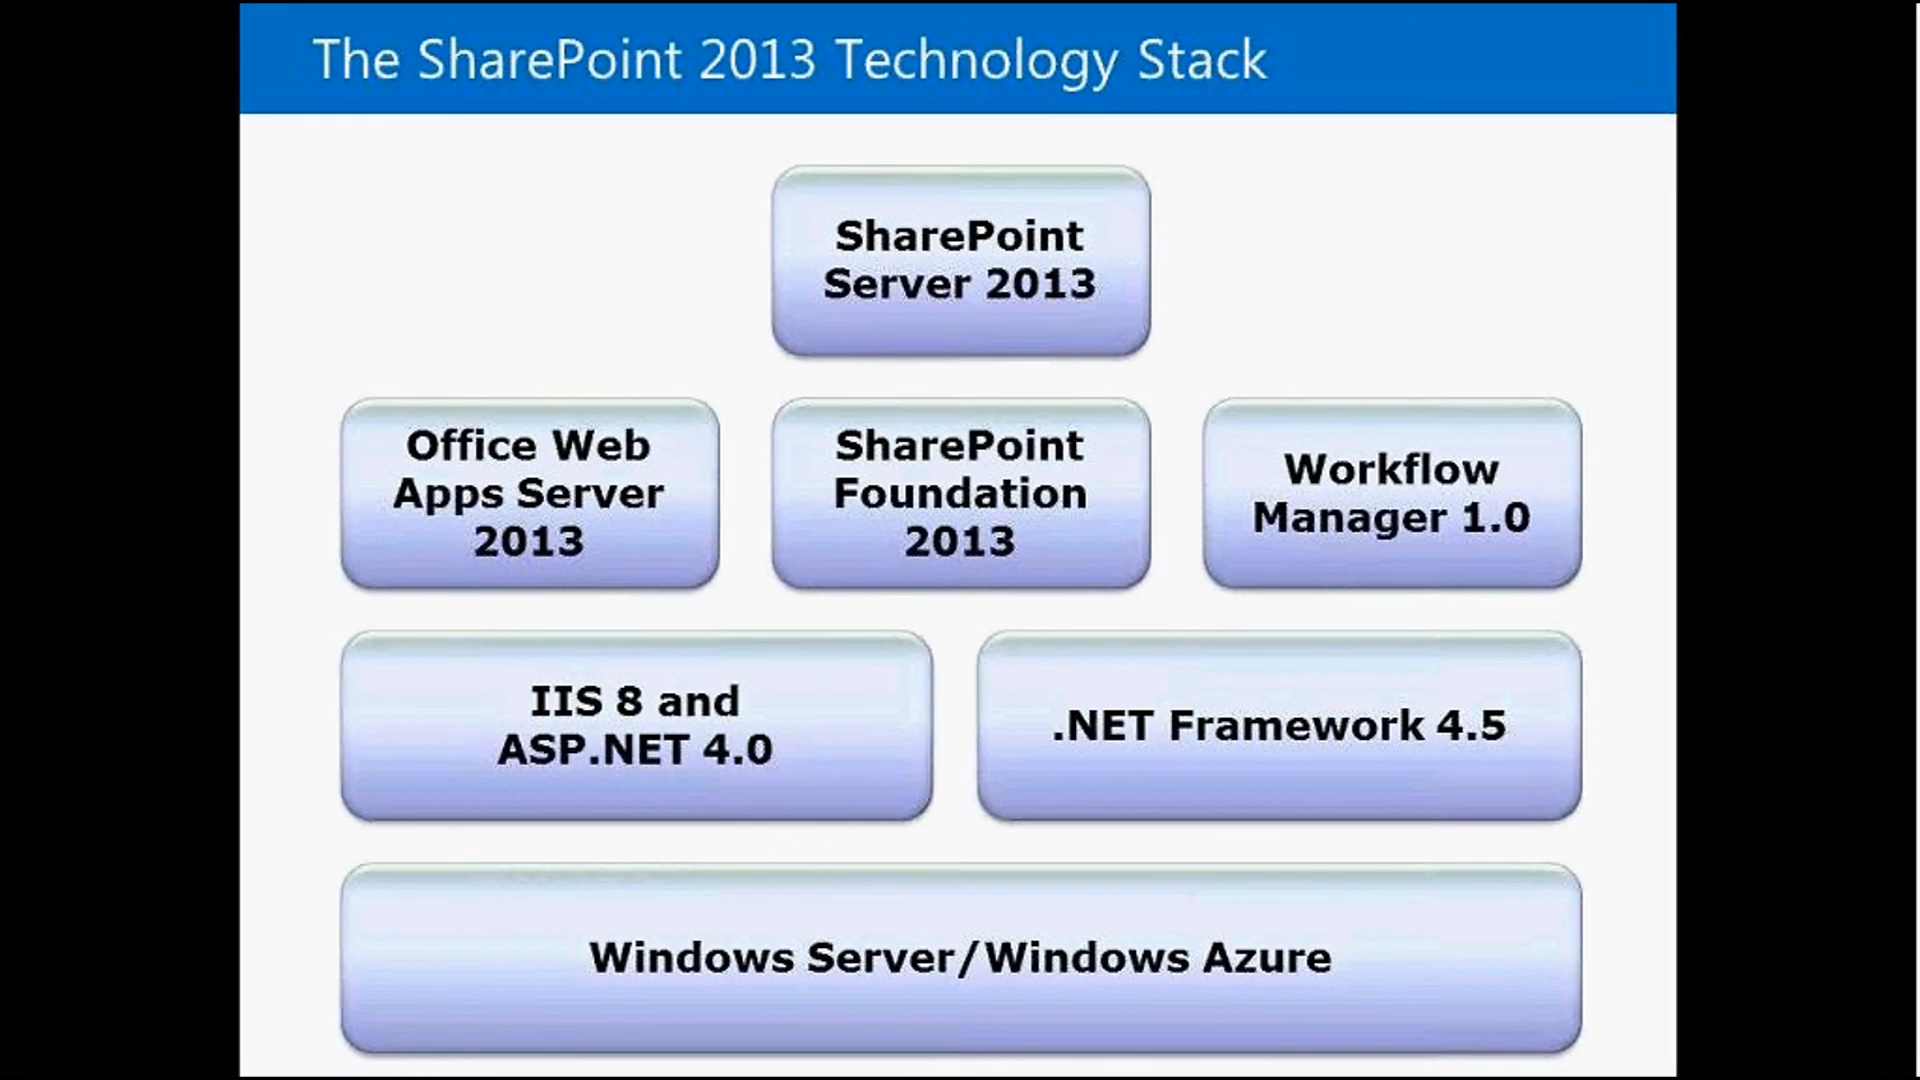 The SharePoint 2013 Technology Stack
SharePoint
Server 2013
Office Web
Apps Server
2013
SharePoint
Foundation
2013
Workflow
Manager 1.0
IIS 8 and
ASP.NET 4.0
.NET Framework 4.5
Windows Server/Windows Azure